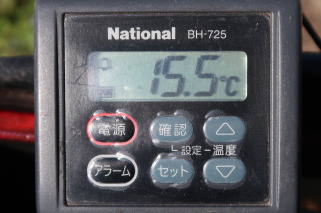 National BH-725
15.5℃
電源 確認 △
設定 温度
アラーム セット ▽